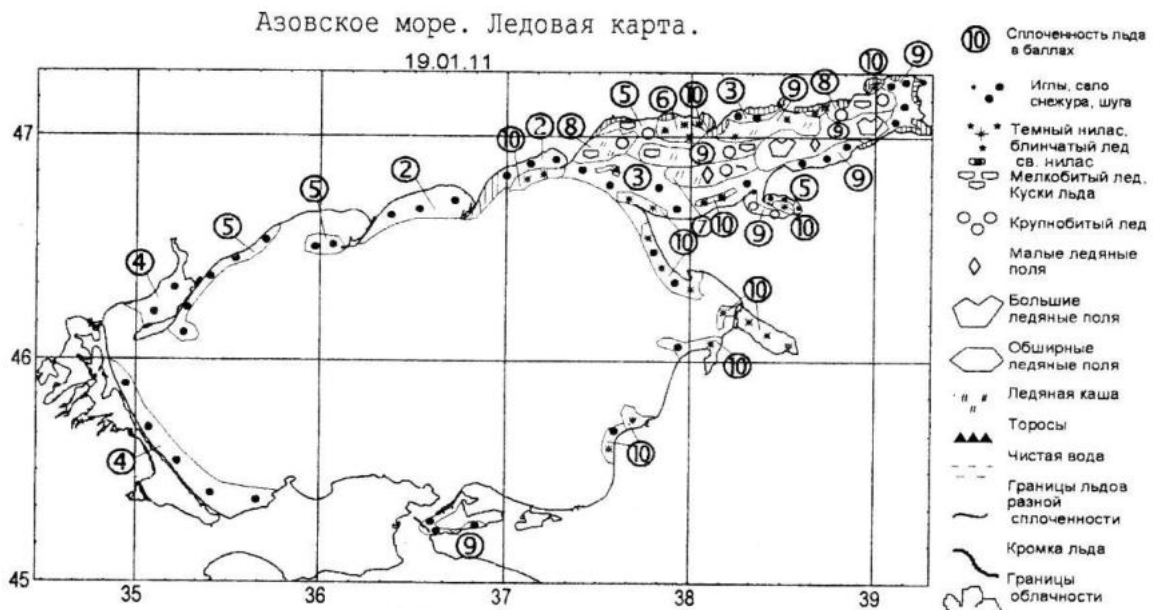 Азовское море. Ледовая карта.
19.01.11
47
46
45
35
36
37
38
39
4
5
5
2
10
2
8
5
6
10
3
9
8
10
9
9
9
3
9
5
7
10
9
10
10
10
10
10
4
9
10
Сплоченность льда
в баллах
Иглы, сало
снежура, шуга
Темный нилас,
блинчатый лед
св. нилас
Мелкобитый лед,
Куски льда
Крупнобитый лед
Малые ледяные
поля
Большие
ледяные поля
Обширные
ледяные поля
Ледяная каша
Торосы
Чистая вода
Границы льдов
разной
сплоченности
Кромка льда
Границы
облачности